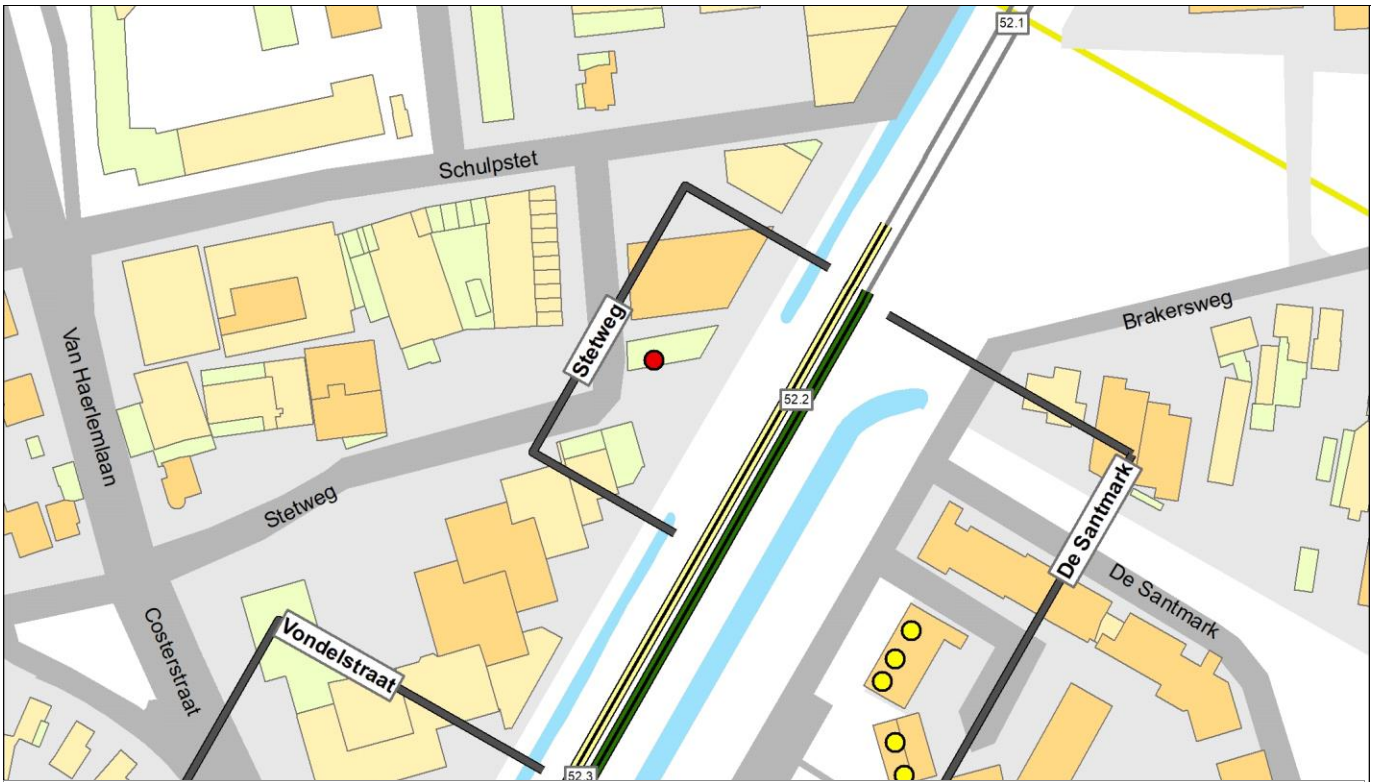 52.1
Schulpstet
Brakersweg
Stetweg
Van Haerlemlaan
52.2
De Santmark
Stetweg
De Santmark
Costerstraat
Vondelstraat
52.3